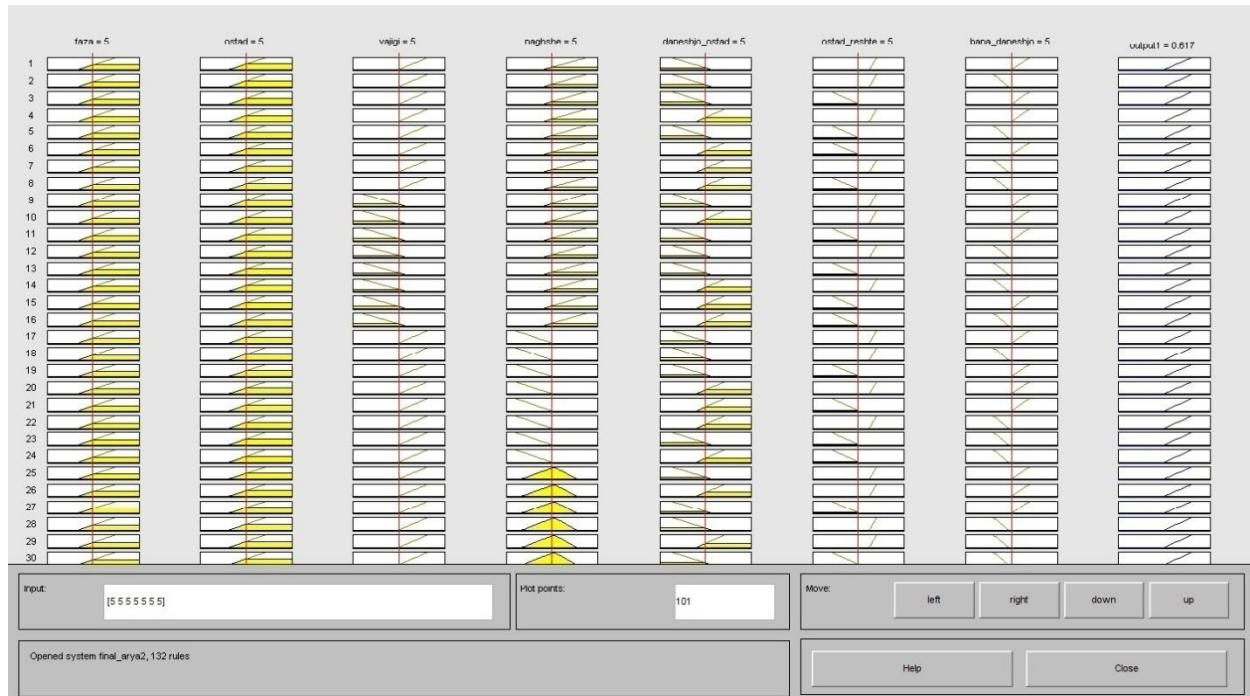 faza = 5
ostad = 5
vajigi = 5
naghshe = 5
daneshjo_ostad = 5
ostad_reshte = 5
bana_daneshjo = 5
output1 = 0.617
1
2
3
4
5
6
7
8
9
10
11
12
13
14
15
16
17
18
19
20
21
22
23
24
25
26
27
28
29
30
Input:
[5 5 5 5 5 5 5]
Plot points:
101
Move:
left
right
down
up
Opened system final_arya2, 132 rules
Help
Close